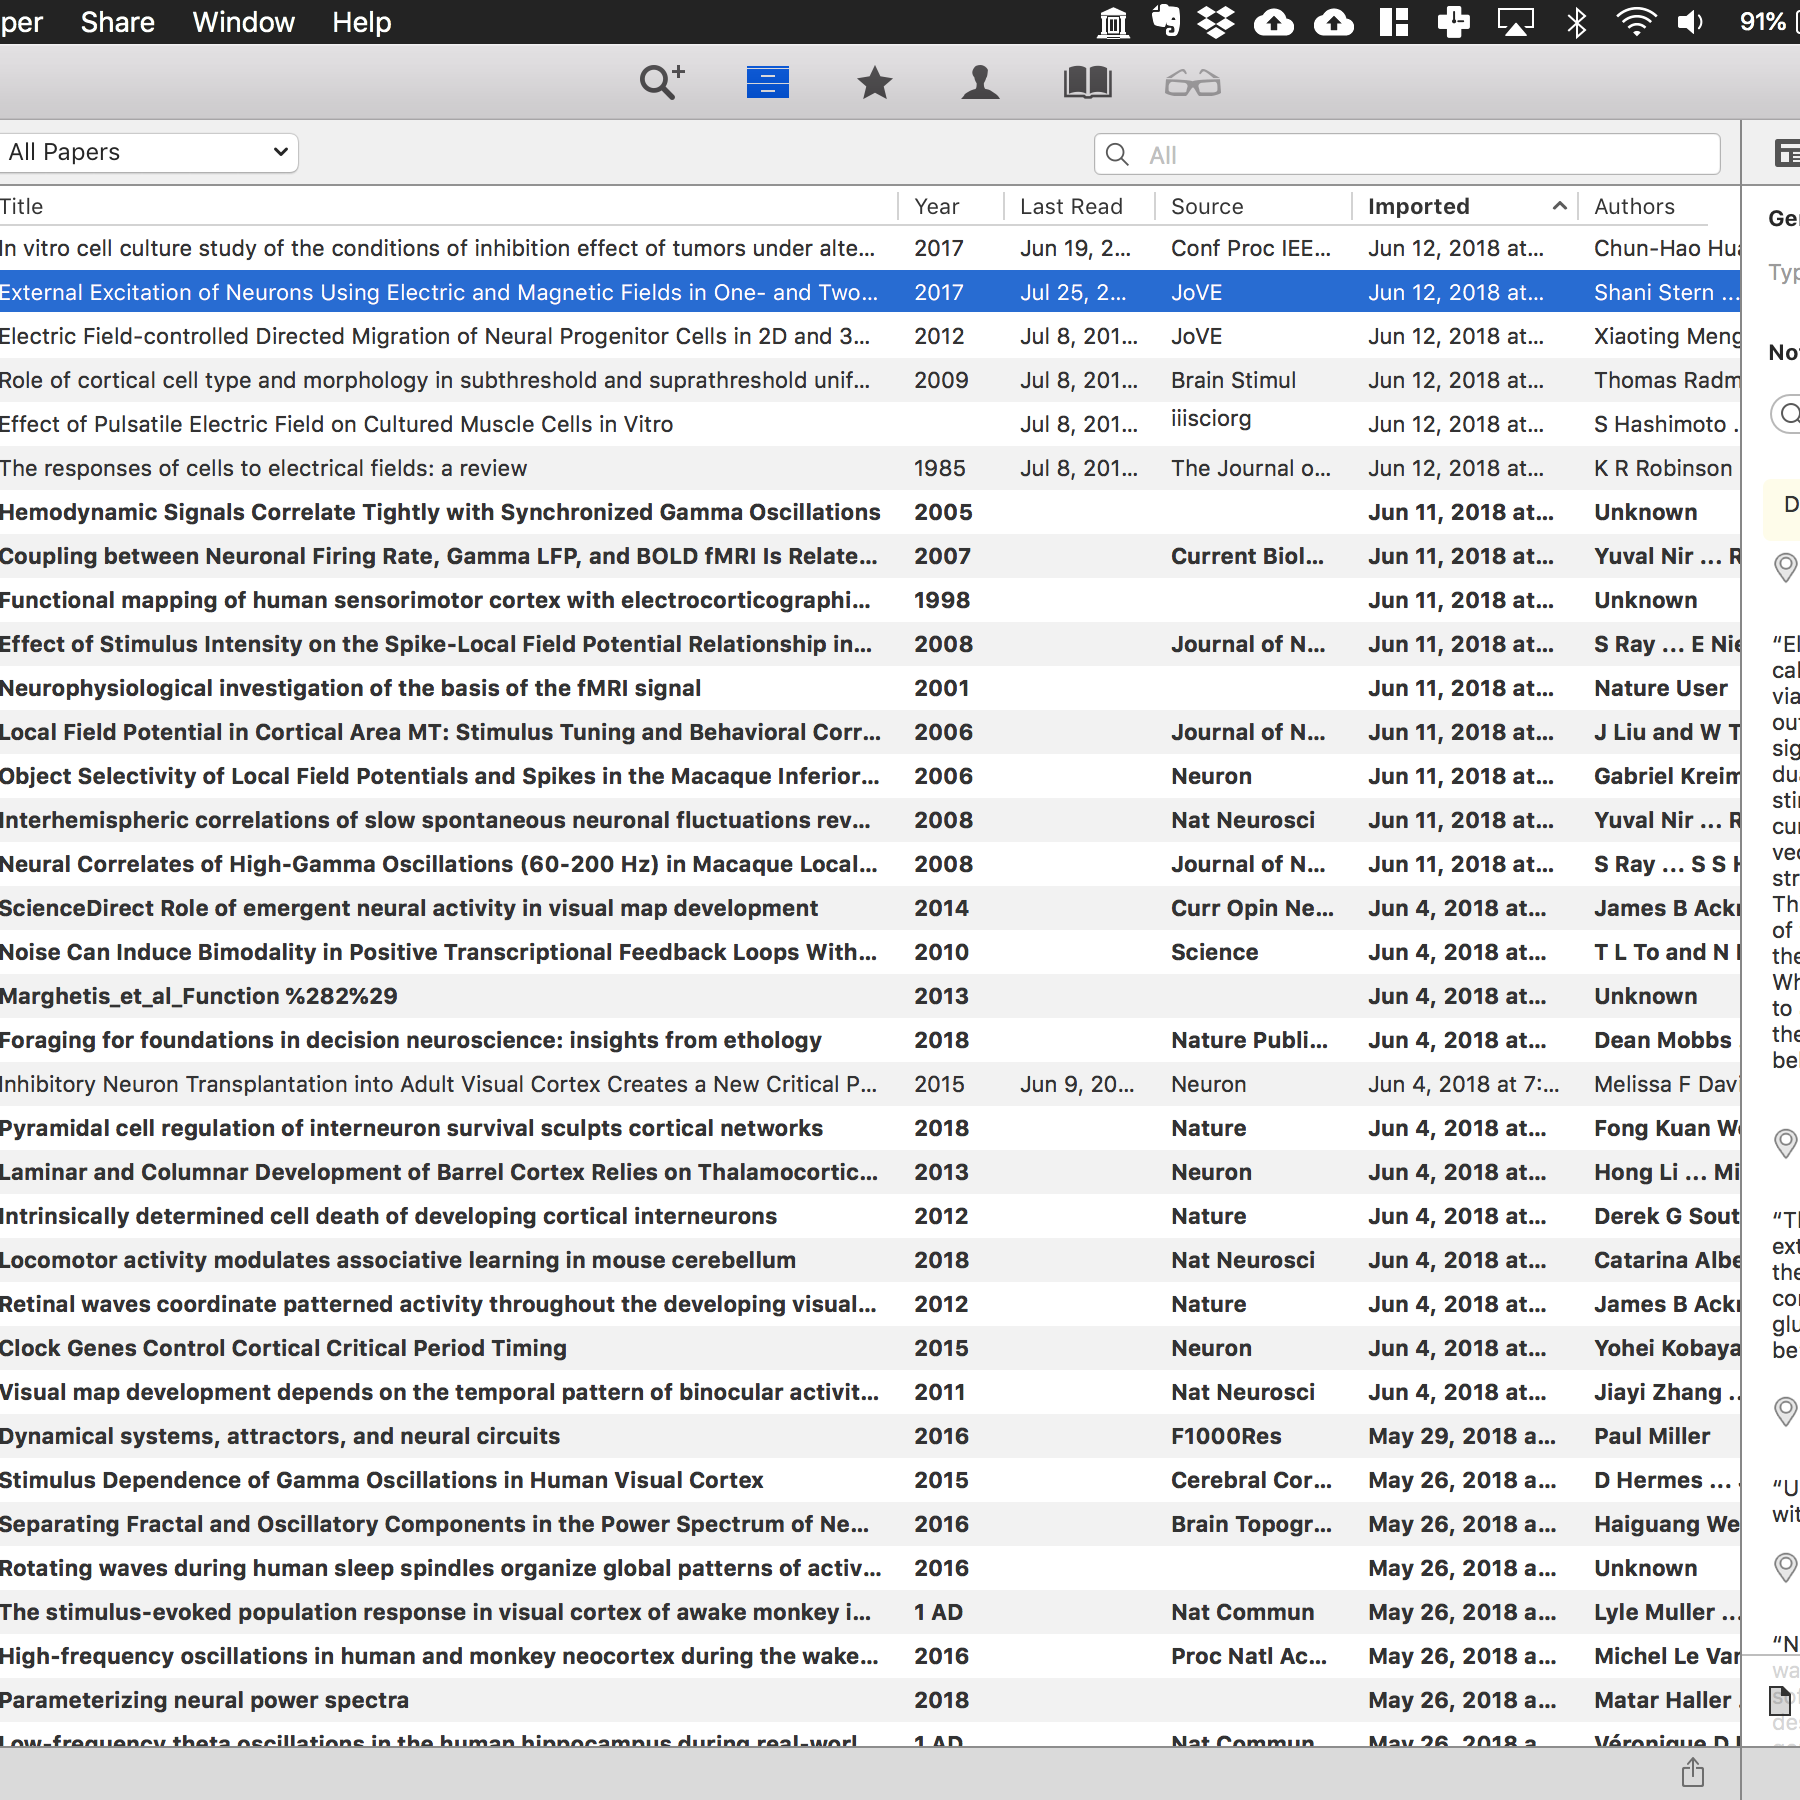 per Share Window Help 91%
All Papers
All
Title Year Last Read Source Imported Authors
In vitro cell culture study of the conditions of inhibition effect of tumors under alte... 2017 Jun 19, 2... Conf Proc IEE... Jun 12, 2018 at... Chun-Hao Hua
External Excitation of Neurons Using Electric and Magnetic Fields in One- and Two... 2017 Jul 25, 2... JoVE Jun 12, 2018 at... Shani Stern ...
Electric Field-controlled Directed Migration of Neural Progenitor Cells in 2D and 3... 2012 Jul 8, 201... JoVE Jun 12, 2018 at... Xiaoting Meng
Role of cortical cell type and morphology in subthreshold and suprathreshold unif... 2009 Jul 8, 201... Brain Stimul Jun 12, 2018 at... Thomas Radm
Effect of Pulsatile Electric Field on Cultured Muscle Cells in Vitro Jul 8, 201... iiisciorg Jun 12, 2018 at... S Hashimoto .
The responses of cells to electrical fields: a review 1985 Jul 8, 201... The Journal o... Jun 12, 2018 at... K R Robinson
Hemodynamic Signals Correlate Tightly with Synchronized Gamma Oscillations 2005 Jun 11, 2018 at... Unknown
Coupling between Neuronal Firing Rate, Gamma LFP, and BOLD fMRI Is Relate... 2007 Current Biol... Jun 11, 2018 at... Yuval Nir ... R
Functional mapping of human sensorimotor cortex with electrocorticographi... 1998 Jun 11, 2018 at... Unknown
Effect of Stimulus Intensity on the Spike-Local Field Potential Relationship in... 2008 Journal of N... Jun 11, 2018 at... S Ray ... E Nie
Neurophysiological investigation of the basis of the fMRI signal 2001 Jun 11, 2018 at... Nature User
Local Field Potential in Cortical Area MT: Stimulus Tuning and Behavioral Corr... 2006 Journal of N... Jun 11, 2018 at... J Liu and W T
Object Selectivity of Local Field Potentials and Spikes in the Macaque Inferior... 2006 Neuron Jun 11, 2018 at... Gabriel Kreim
Interhemispheric correlations of slow spontaneous neuronal fluctuations rev... 2008 Nat Neurosci Jun 11, 2018 at... Yuval Nir ... R
Neural Correlates of High-Gamma Oscillations (60-200 Hz) in Macaque Local... 2008 Journal of N... Jun 11, 2018 at... S Ray ... S S H
ScienceDirect Role of emergent neural activity in visual map development 2014 Curr Opin Ne... Jun 4, 2018 at... James B Ackr
Noise Can Induce Bimodality in Positive Transcriptional Feedback Loops With... 2010 Science Jun 4, 2018 at... T L To and N
Marghetis_et_al_Function %282%29 2013 Jun 4, 2018 at... Unknown
Foraging for foundations in decision neuroscience: insights from ethology 2018 Nature Publi... Jun 4, 2018 at... Dean Mobbs
Inhibitory Neuron Transplantation into Adult Visual Cortex Creates a New Critical P... 2015 Jun 9, 20... Neuron Jun 4, 2018 at 7:... Melissa F Davi
Pyramidal cell regulation of interneuron survival sculpts cortical networks 2018 Nature Jun 4, 2018 at... Fong Kuan Wo
Laminar and Columnar Development of Barrel Cortex Relies on Thalamocortic... 2013 Neuron Jun 4, 2018 at... Hong Li ... Mi
Intrinsically determined cell death of developing cortical interneurons 2012 Nature Jun 4, 2018 at... Derek G Sout
Locomotor activity modulates associative learning in mouse cerebellum 2018 Nat Neurosci Jun 4, 2018 at... Catarina Albe
Retinal waves coordinate patterned activity throughout the developing visual... 2012 Nature Jun 4, 2018 at... James B Ackr
Clock Genes Control Cortical Critical Period Timing 2015 Neuron Jun 4, 2018 at... Yohei Kobaya
Visual map development depends on the temporal pattern of binocular activit... 2011 Nat Neurosci Jun 4, 2018 at... Jiayi Zhang ..
Dynamical systems, attractors, and neural circuits 2016 F1000Res May 29, 2018 a... Paul Miller
Stimulus Dependence of Gamma Oscillations in Human Visual Cortex 2015 Cerebral Cor... May 26, 2018 a... D Hermes ...
Separating Fractal and Oscillatory Components in the Power Spectrum of Ne... 2016 Brain Topogr... May 26, 2018 a... Haiguang We
Rotating waves during human sleep spindles organize global patterns of activ... 2016 May 26, 2018 a... Unknown
The stimulus-evoked population response in visual cortex of awake monkey i... 1 AD Nat Commun May 26, 2018 a... Lyle Muller ...
High-frequency oscillations in human and monkey neocortex during the wake... 2016 Proc Natl Ac... May 26, 2018 a... Michel Le Van
Parameterizing neural power spectra 2018 May 26, 2018 a... Matar Haller
Low-frequency theta oscillations in the human hippocampus during real-worl 1 AD Nat Commun May 26, 2018 a Véronique D
Ge
Typ
No
D
"El
cal
via
out
sig
dua
sti
cur
vec
str
Th
of
the
Wh
to
the
bel
"Tl
ext
the
cor
glu
be
"U
wit
"N
wa
sof
des